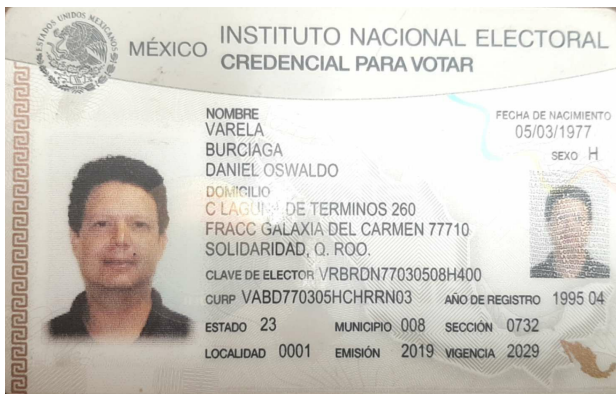 ESTADOS UNIDOS MEXICANOS
MÉXICO INSTITUTO NACIONAL ELECTORAL
CREDENCIAL PARA VOTAR
NOMBRE
VARELA
BURCIAGA
DANIEL OSWALDO
FECHA DE NACIMIENTO
05/03/1977
SEXO H
DOMICILIO
C LAGUNA DE TERMINOS 260
FRACC GALAXIA DEL CARMEN 77710
SOLIDARIDAD, Q. ROO.
CLAVE DE ELECTOR VRBRDN77030508H400
CURP VABD770305HCHRRN03 AÑO DE REGISTRO 1995 04
ESTADO 23 MUNICIPIO 008 SECCIÓN 0732
LOCALIDAD 0001 EMISIÓN 2019 VIGENCIA 2029